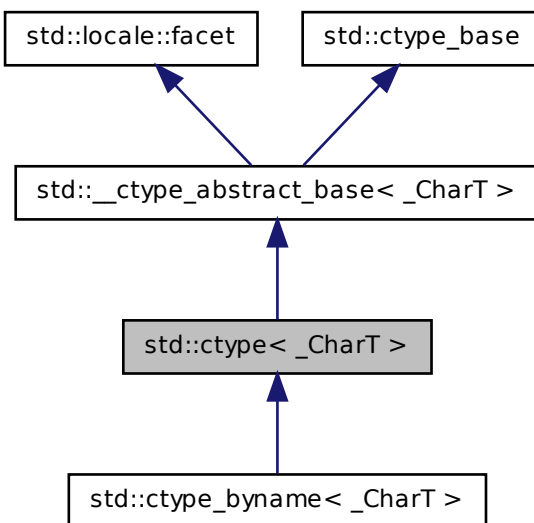 std::locale::facet
std::ctype_base
std::__ctype_abstract_base< _CharT >
std::ctype< _CharT >
std::ctype_byname< _CharT >